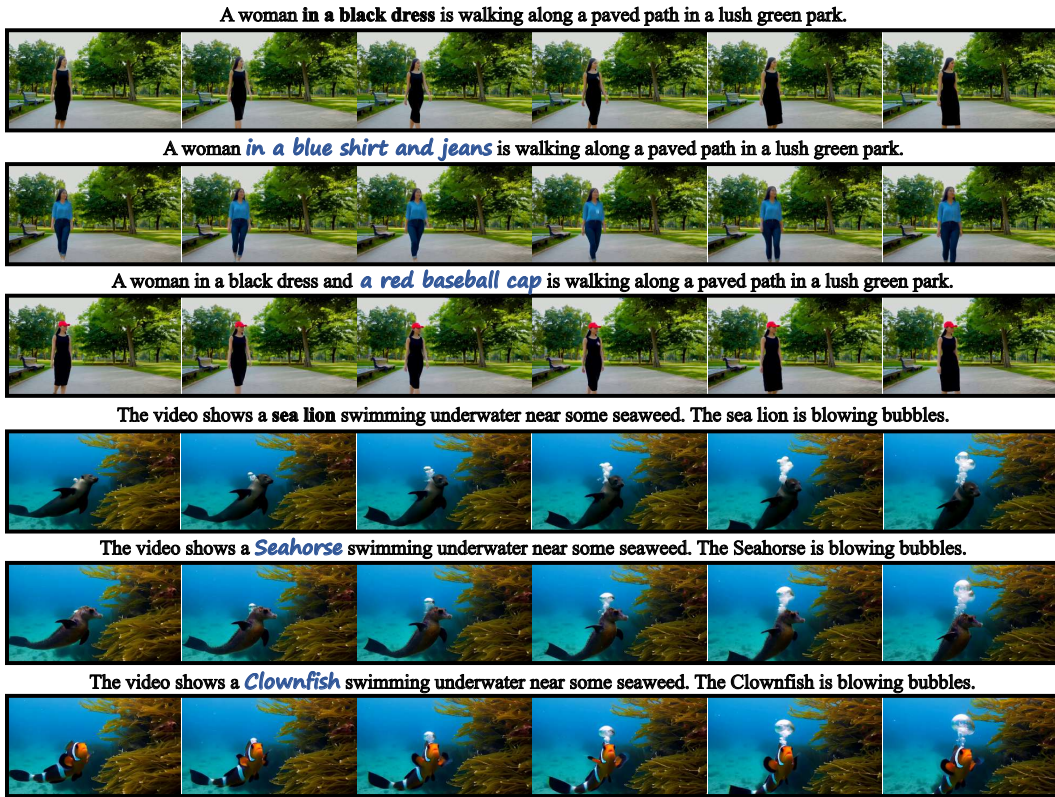 A woman in a black dress is walking along a paved path in a lush green park.
A woman in a blue shirt and jeans is walking along a paved path in a lush green park.
A woman in a black dress and a red baseball cap is walking along a paved path in a lush green park.
The video shows a sea lion swimming underwater near some seaweed. The sea lion is blowing bubbles.
The video shows a Seahorse swimming underwater near some seaweed. The Seahorse is blowing bubbles.
The video shows a Clownfish swimming underwater near some seaweed. The Clownfish is blowing bubbles.